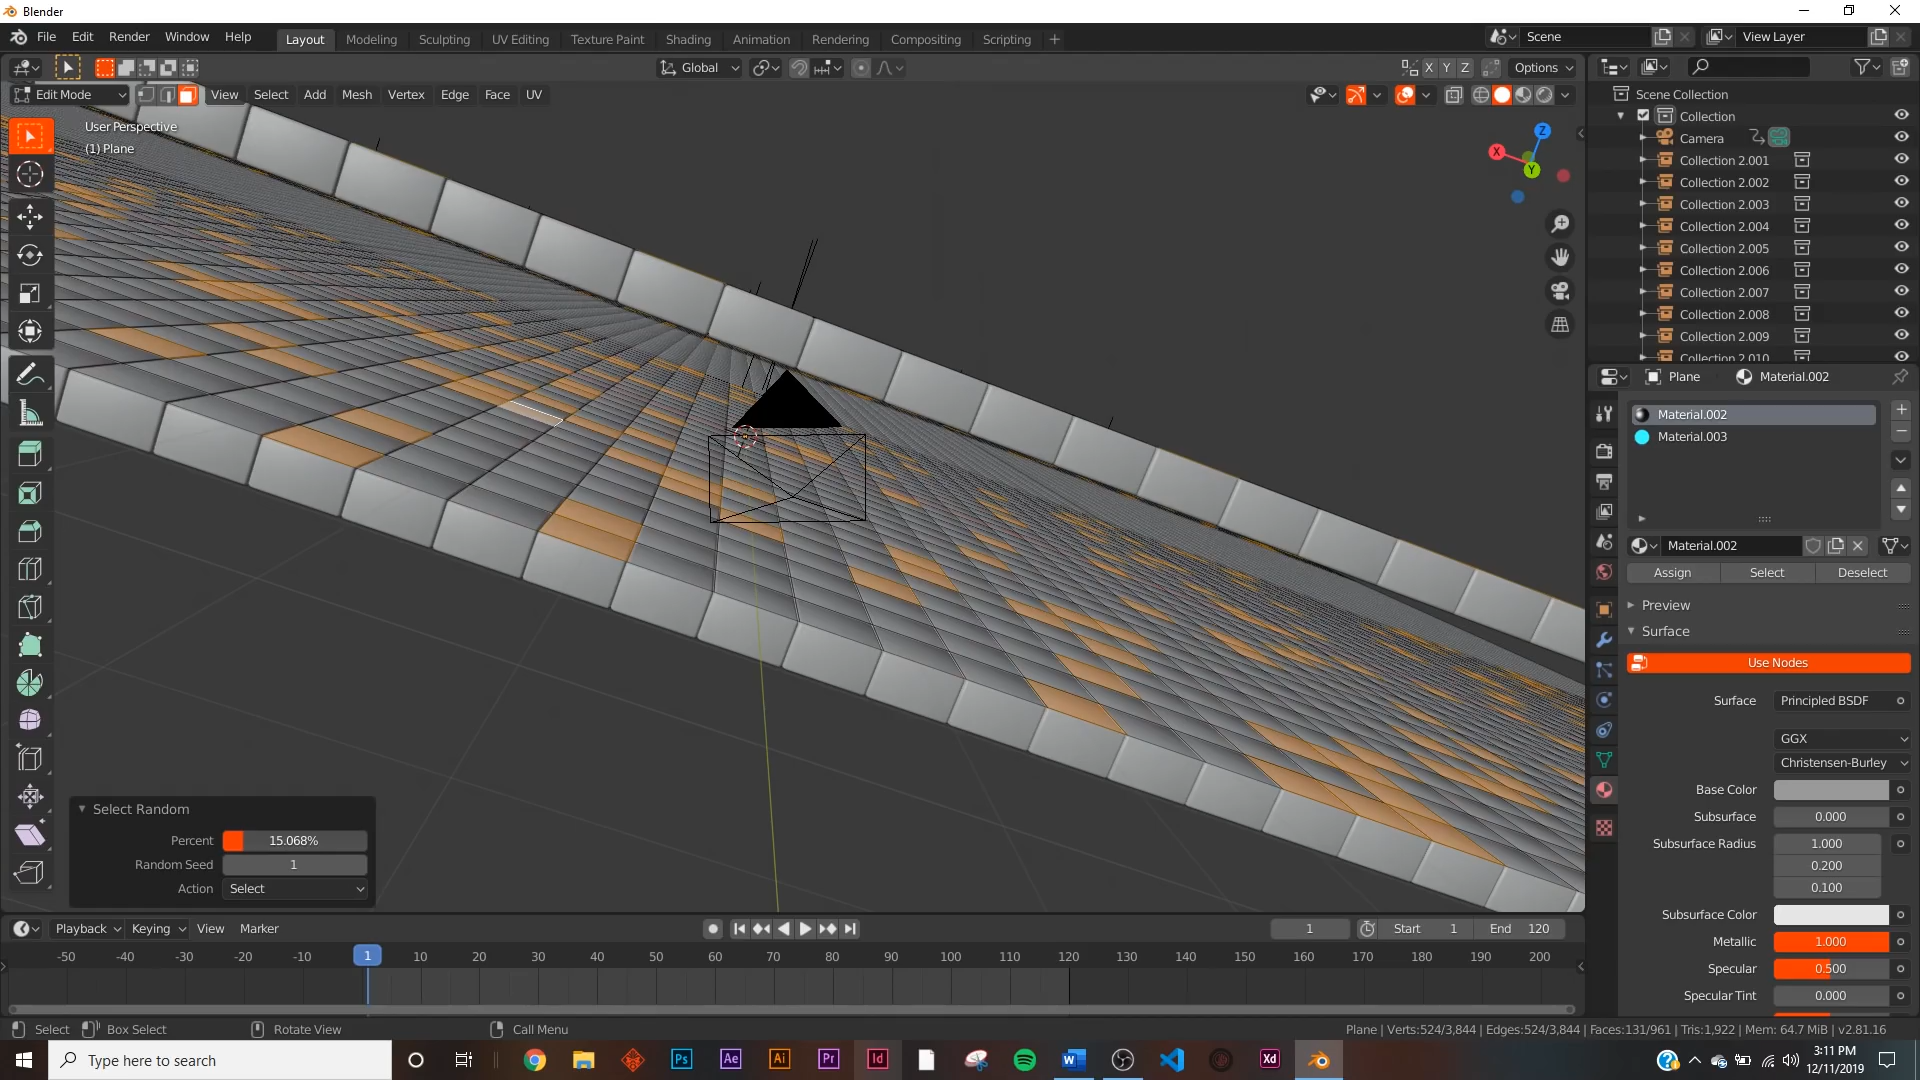 Blender
File Edit Render Window Help Layout Modeling Sculpting UV Editing Texture Paint Shading Animation Rendering Compositing Scripting + Scene View Layer
Global X Y Z Options
Edit Mode View Select Add Mesh Vertex Edge Face UV
User Perspective
(1) Plane
Z
X
Y
Scene Collection
Collection
Camera
Collection 2.001
Collection 2.002
Collection 2.003
Collection 2.004
Collection 2.005
Collection 2.006
Collection 2.007
Collection 2.008
Collection 2.009
Collection 2.010
Plane Material.002
Material.002
Material.003
Material.002
Assign Select Deselect
Preview
Surface
Use Nodes
Surface Principled BSDF
GGX
Christensen-Burley
Base Color
Subsurface 0.000
Subsurface Radius 1.000
0.200
0.100
Subsurface Color
Metallic 1.000
Specular 0.500
Specular Tint 0.000
Select Random
Percent 15.068%
Random Seed 1
Action Select
Playback Keying View Marker 1 Start 1 End 120
-50 -40 -30 -20 -10 1 10 20 30 40 50 60 70 80 90 100 110 120 130 140 150 160 170 180 190 200
Select Box Select Rotate View Call Menu Plane | Verts:524/3,844 | Edges:524/3,844 | Faces:131/961 | Tris:1,922 | Mem: 64.7 MiB | v2.81.16
Type here to search Ps Ae Ai Pr Id W Xd
3:11 PM
12/11/2019